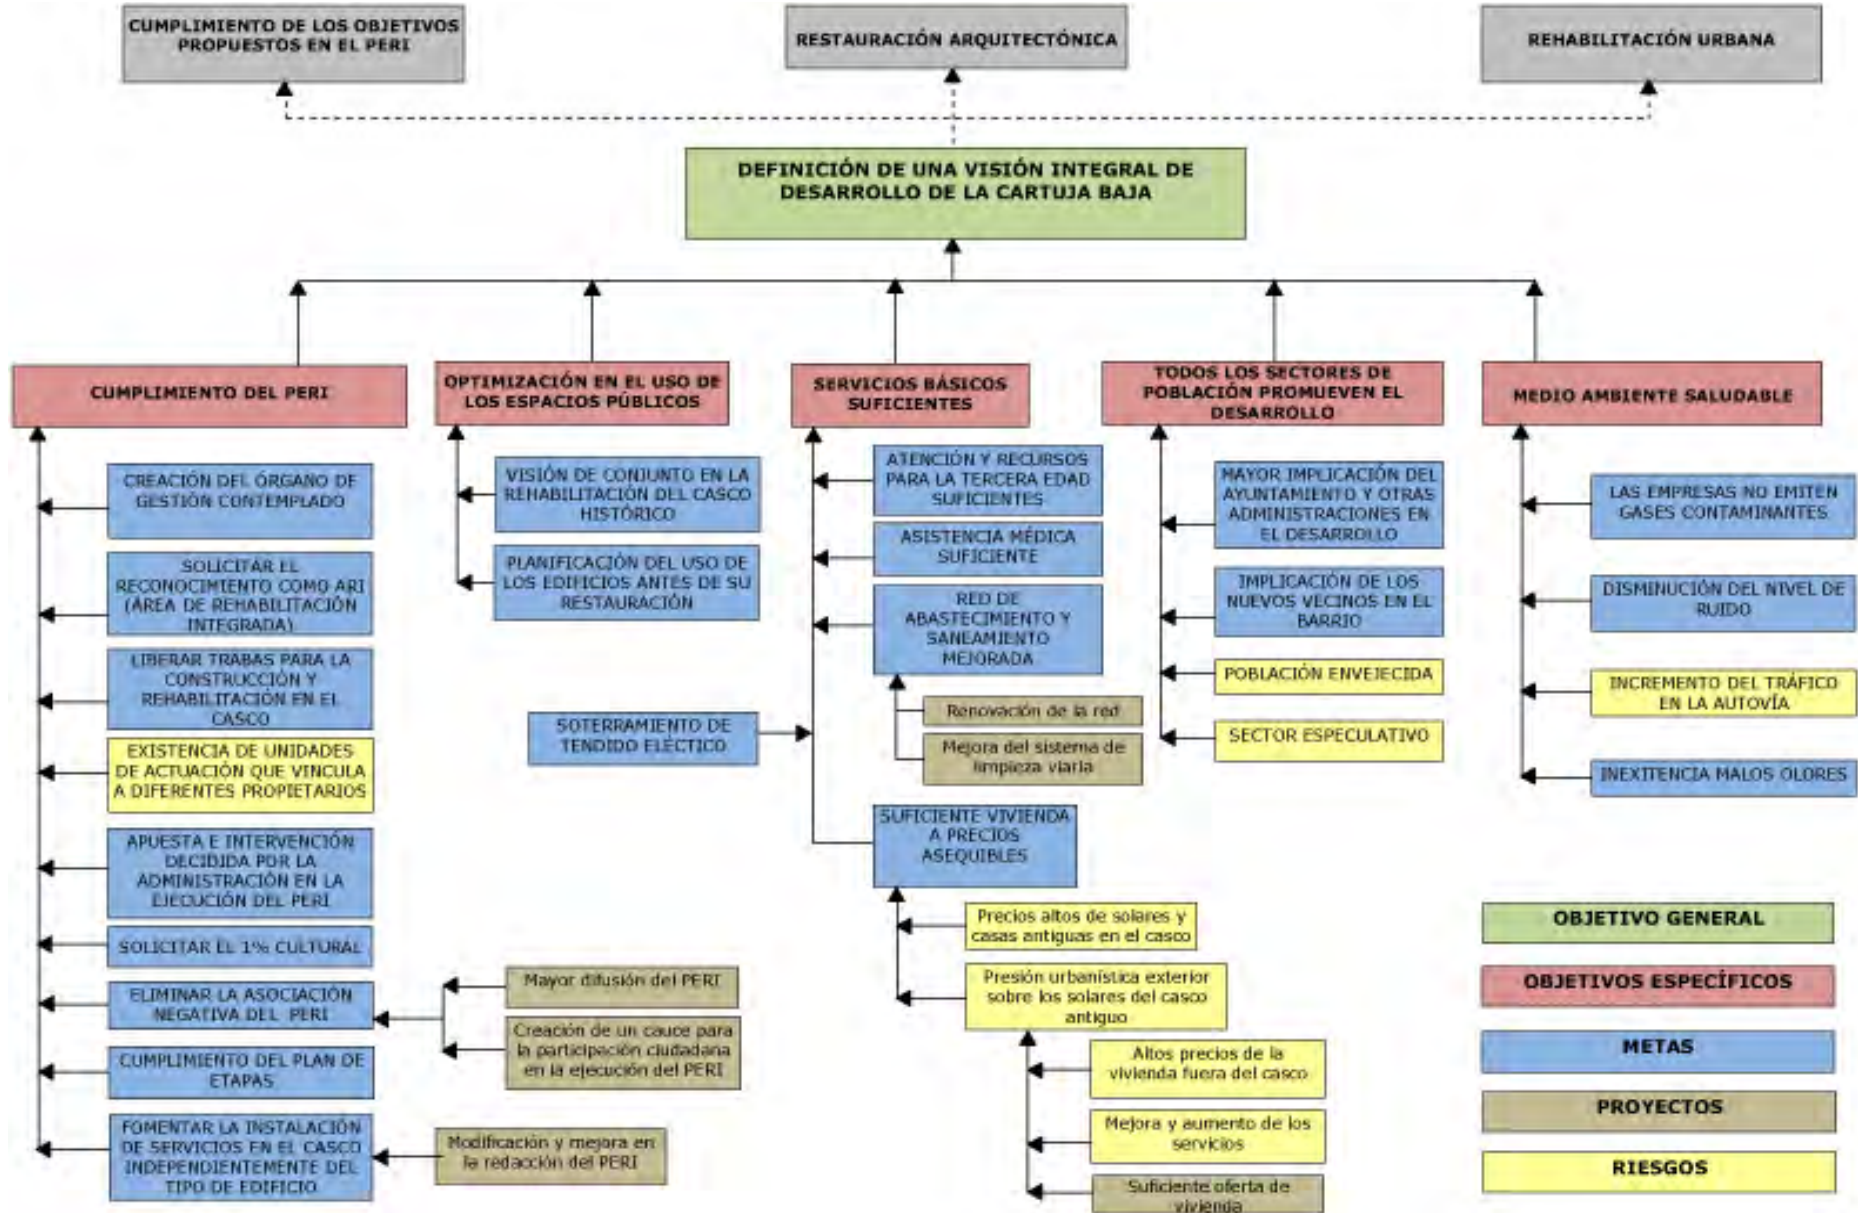 CUMPLIMIENTO DE LOS OBJETIVOS
PROPUESTOS EN EL PERI
RESTAURACIÓN ARQUITECTÓNICA
REHABILITACIÓN URBANA
DEFINICIÓN DE UNA VISIÓN INTEGRAL DE
DESARROLLO DE LA CARTUJA BAJA
CUMPLIMIENTO DEL PERI
CREACIÓN DEL ÓRGANO DE
GESTIÓN CONTEMPLADO
SOLICITAR EL
RECONOCIMIENTO COMO ARI
(ÁREA DE REHABILITACIÓN
INTEGRADA)
LIBERAR TRABAS PARA LA
CONSTRUCCIÓN Y
REHABILITACIÓN EN EL
CASCO
EXISTENCIA DE UNIDADES
DE ACTUACIÓN QUE VINCULA
A DIFERENTES PROPIETARIOS
APUESTA E INTERVENCIÓN
DECIDIDA POR LA
ADMINISTRACIÓN EN LA
EJECUCIÓN DEL PERI
SOLICITAR EL 1% CULTURAL
ELIMINAR LA ASOCIACIÓN
NEGATIVA DEL PERI
Mayor difusión del PERI
Creación de un cauce para
la participación ciudadana
en la ejecución del PERI
CUMPLIMIENTO DEL PLAN DE
ETAPAS
FOMENTAR LA INSTALACIÓN
DE SERVICIOS EN EL CASCO
INDEPENDIENTEMENTE DEL
TIPO DE EDIFICIO
Modificación y mejora en
la redacción del PERI
OPTIMIZACIÓN EN EL USO DE
LOS ESPACIOS PÚBLICOS
VISIÓN DE CONJUNTO EN LA
REHABILITACIÓN DEL CASCO
HISTÓRICO
PLANIFICACIÓN DEL USO DE
LOS EDIFICIOS ANTES DE SU
RESTAURACIÓN
SERVICIOS BÁSICOS
SUFICIENTES
ATENCIÓN Y RECURSOS
PARA LA TERCERA EDAD
SUFICIENTES
ASISTENCIA MÉDICA
SUFICIENTE
RED DE
ABASTECIMIENTO Y
SANEAMIENTO
MEJORADA
Renovación de la red
Mejora del sistema de
limpieza viaria
SOTERRAMIENTO DE
TENDIDO ELÉCTICO
SUFICIENTE VIVIENDA
A PRECIOS
ASEQUIBLES
Precios altos de solares y
casas antiguas en el casco
Presión urbanística exterior
sobre los solares del casco
antiguo
Altos precios de la
vivienda fuera del casco
Mejora y aumento de los
servicios
Suficiente oferta de
vivienda
TODOS LOS SECTORES DE
POBLACIÓN PROMUEVEN EL
DESARROLLO
MAYOR IMPLICACIÓN DEL
AYUNTAMIENTO Y OTRAS
ADMINISTRACIONES EN
EL DESARROLLO
IMPLICACIÓN DE LOS
NUEVOS VECINOS EN EL
BARRIO
POBLACIÓN ENVEJECIDA
SECTOR ESPECULATIVO
MEDIO AMBIENTE SALUDABLE
LAS EMPRESAS NO EMITEN
GASES CONTAMINANTES
DISMINUCIÓN DEL NIVEL DE
RUIDO
INCREMENTO DEL TRÁFICO
EN LA AUTOVÍA
INEXITENCIA MALOS OLORES
OBJETIVO GENERAL
OBJETIVOS ESPECÍFICOS
METAS
PROYECTOS
RIESGOS